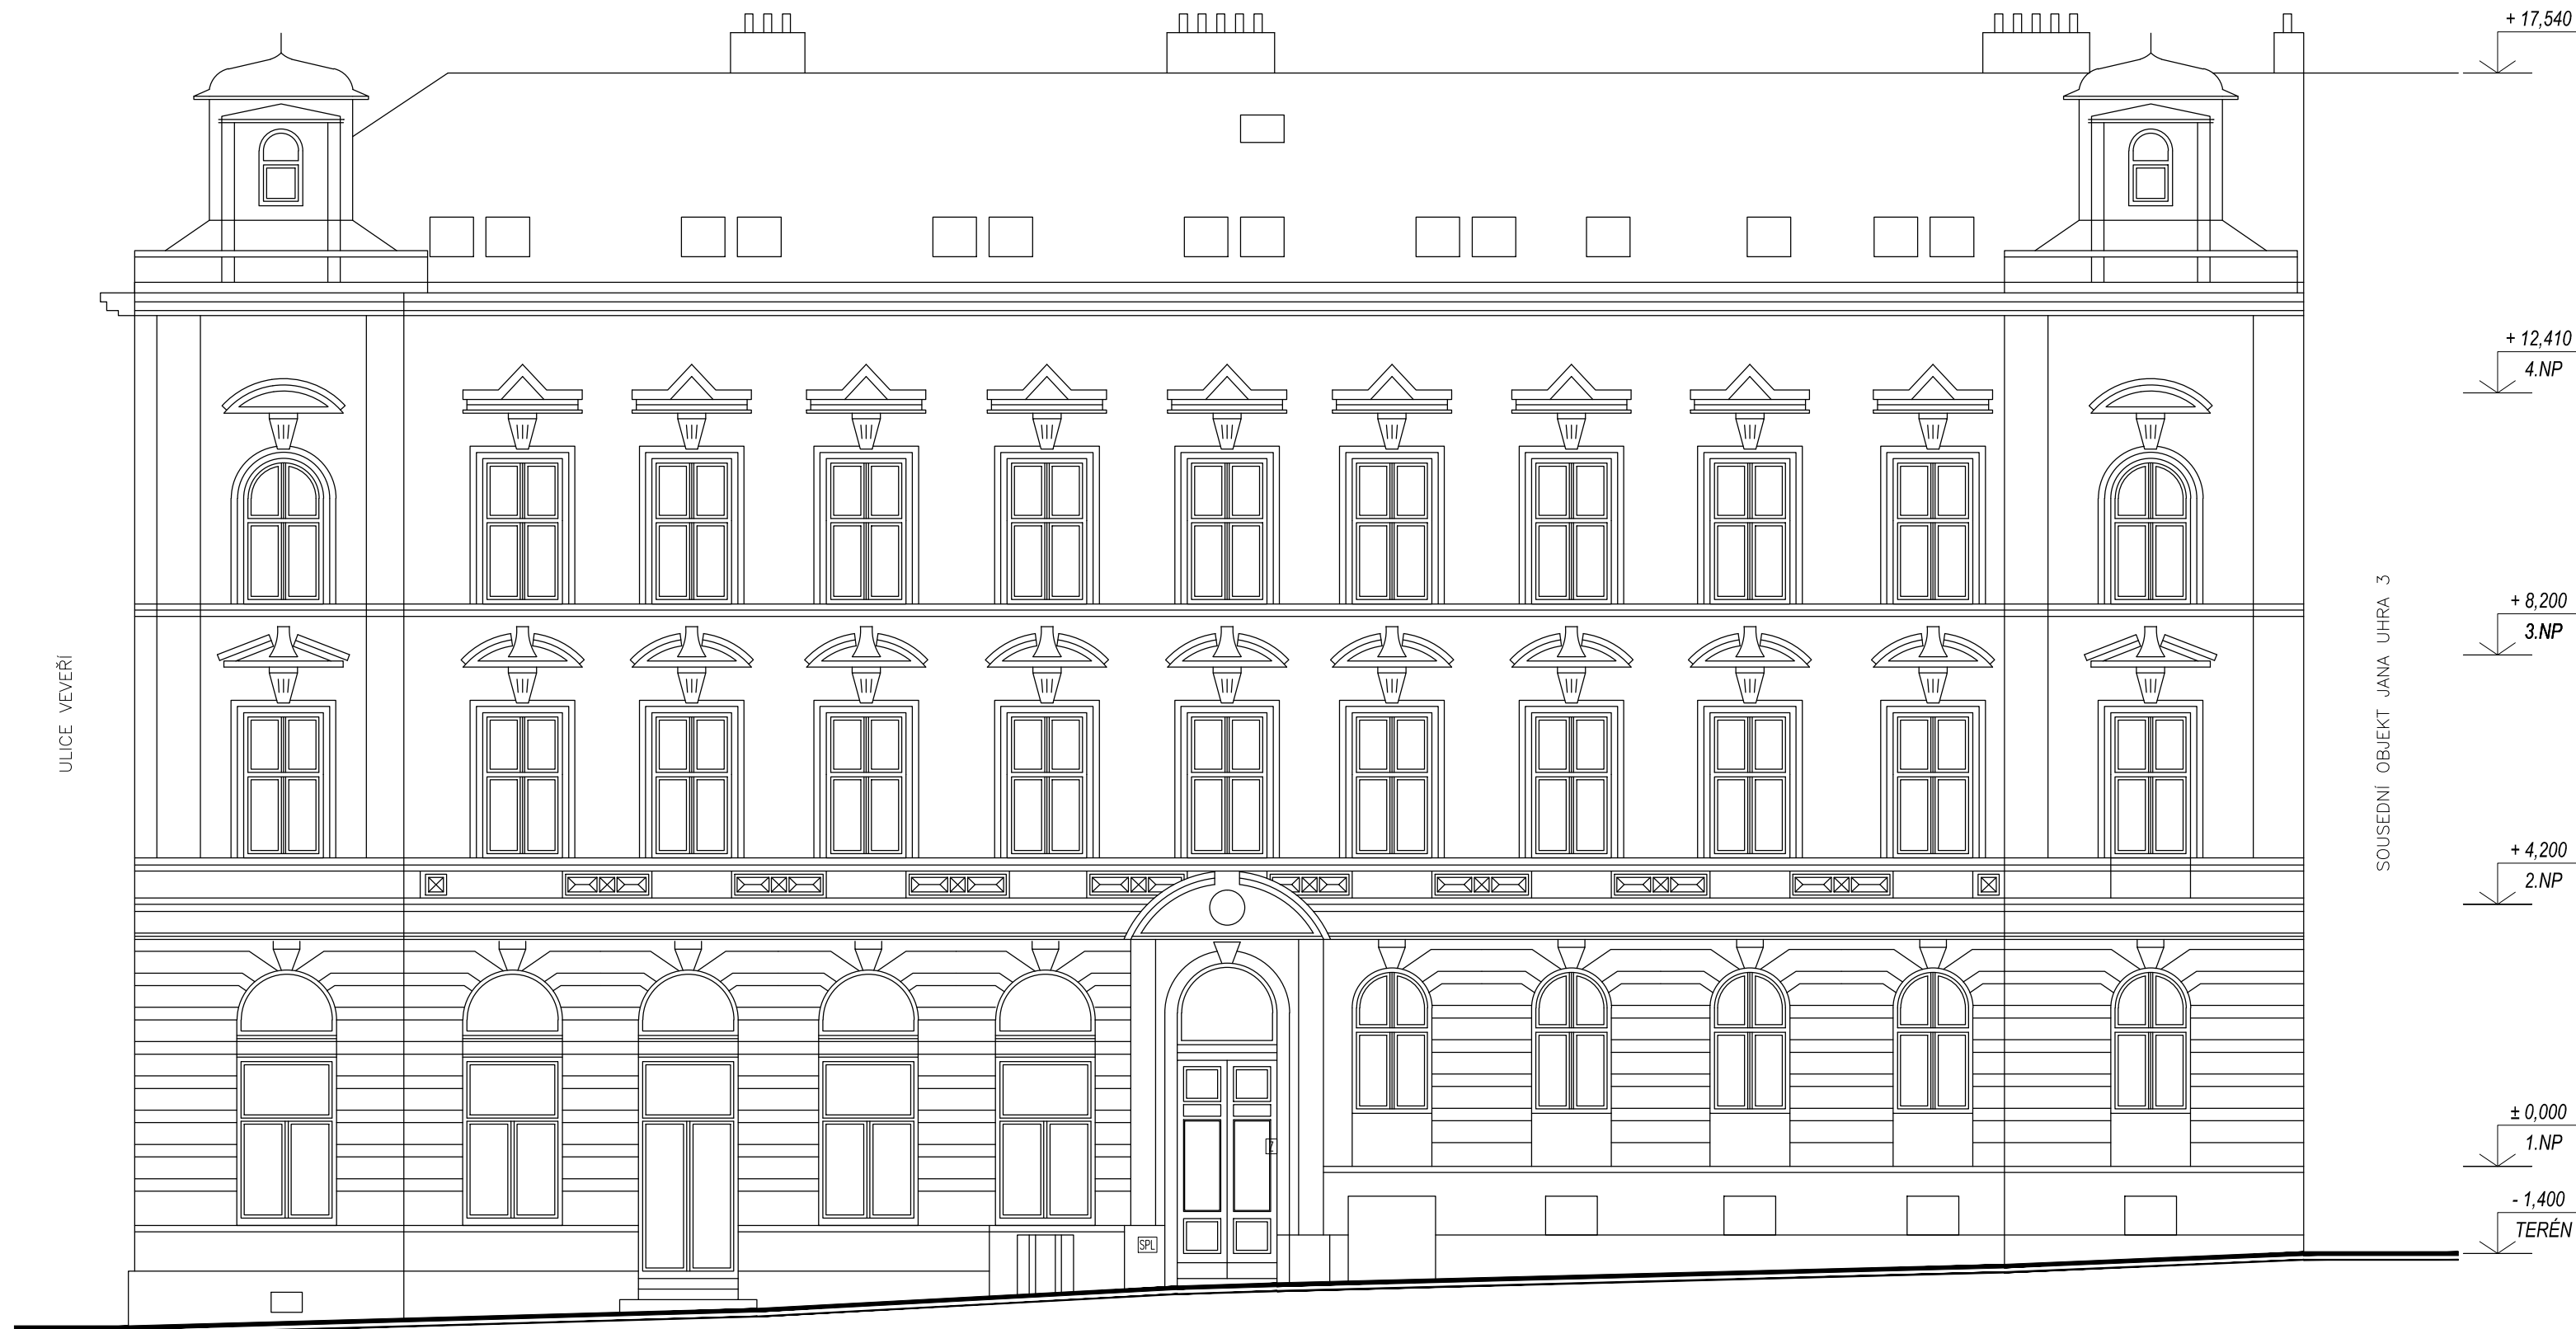 + 17,540
+ 12,410
4.NP
+ 8,200
3.NP
+ 4,200
2.NP
± 0,000
1.NP
- 1,400
TERÉN
ULICE VEVEŘÍ
SOUSEDNÍ OBJEKT JANA UHRA 3
SPL